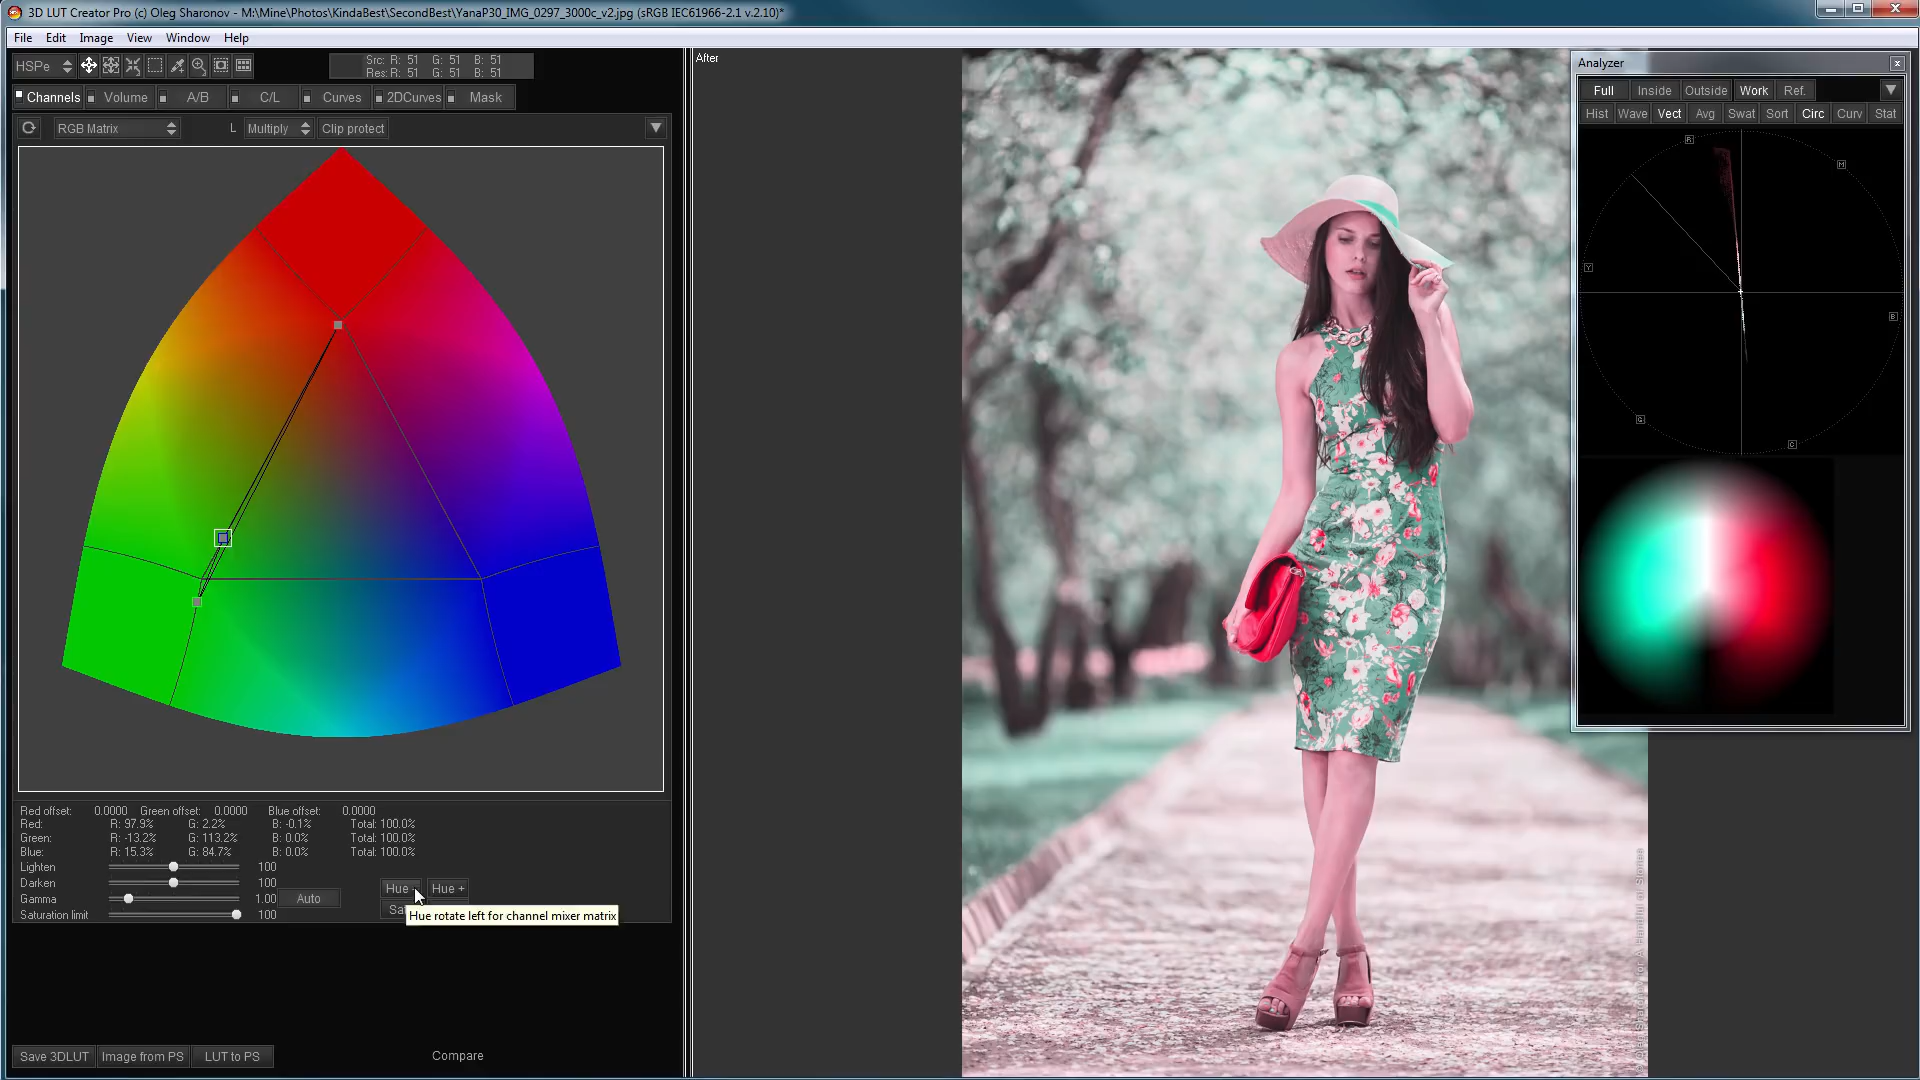 3D LUT Creator Pro (c) Oleg Sharonov - M:\Mine\Photos\KindaBest\SecondBest\YanaP30_IMG_0297_3000c_v2.jpg (sRGB IEC61966-2.1 v.2.10)*
File Edit Image View Window Help
HSPe
Src: R: 51 G: 51 B: 51
Res: R: 51 G: 51 B: 51
Channels Volume A/B C/L Curves 2DCurves Mask
RGB Matrix L Multiply Clip protect
After
Analyzer
Full Inside Outside Work Ref.
Hist Wave Vect Avg Swat Sort Circ Curv Stat
R
M
Y
B
G
C
Red offset: 0.0000 Green offset: 0.0000 Blue offset: 0.0000
Red: R: 97.9% G: 2.2% B: -0.1% Total: 100.0%
Green: R: -13.2% G: 113.2% B: 0.0% Total: 100.0%
Blue: R: 15.3% G: 84.7% B: 0.0% Total: 100.0%
Lighten 100
Darken 100
Gamma 1.00 Auto
Saturation limit 100
Hue Hue +
Hue rotate left for channel mixer matrix
Save 3DLUT Image from PS LUT to PS Compare